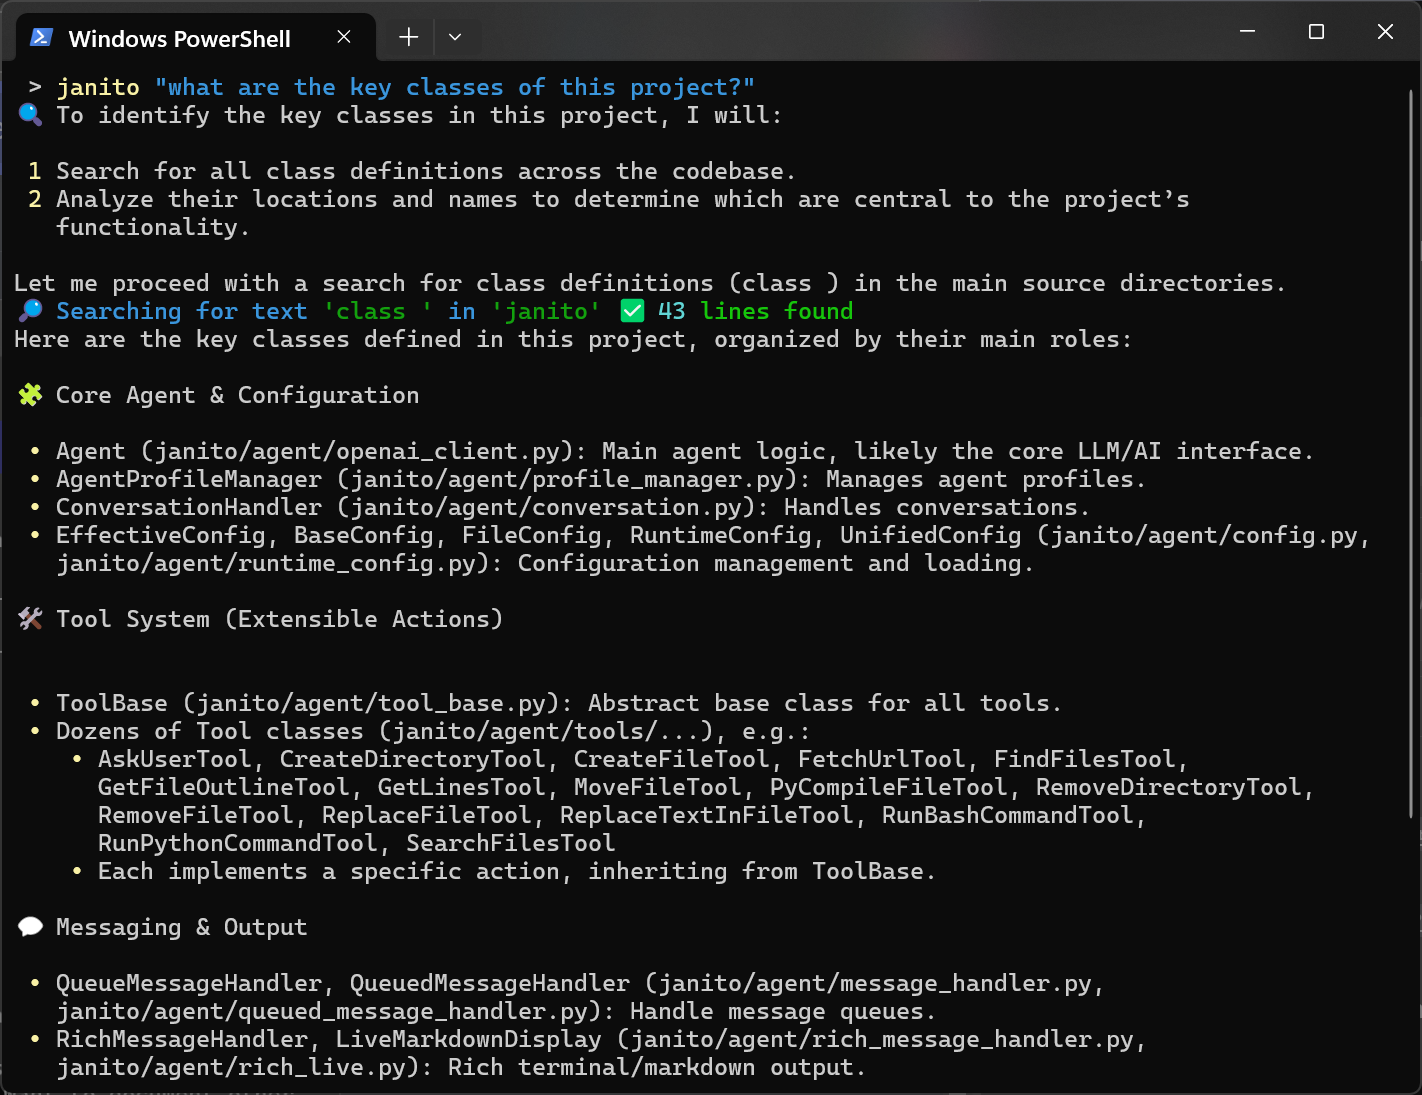 Windows PowerShell
> janito "what are the key classes of this project?"
To identify the key classes in this project, I will:
1 Search for all class definitions across the codebase.
2 Analyze their locations and names to determine which are central to the project’s
functionality.
Let me proceed with a search for class definitions (class ) in the main source directories.
Searching for text 'class ' in 'janito' ✅ 43 lines found
Here are the key classes defined in this project, organized by their main roles:
🧩 Core Agent & Configuration
• Agent (janito/agent/openai_client.py): Main agent logic, likely the core LLM/AI interface.
• AgentProfileManager (janito/agent/profile_manager.py): Manages agent profiles.
• ConversationHandler (janito/agent/conversation.py): Handles conversations.
• EffectiveConfig, BaseConfig, FileConfig, RuntimeConfig, UnifiedConfig (janito/agent/config.py,
janito/agent/runtime_config.py): Configuration management and loading.
🛠 Tool System (Extensible Actions)
• ToolBase (janito/agent/tool_base.py): Abstract base class for all tools.
• Dozens of Tool classes (janito/agent/tools/...), e.g.:
• AskUserTool, CreateDirectoryTool, CreateFileTool, FetchUrlTool, FindFilesTool,
GetFileOutlineTool, GetLinesTool, MoveFileTool, PyCompileFileTool, RemoveDirectoryTool,
RemoveFileTool, ReplaceFileTool, ReplaceTextInFileTool, RunBashCommandTool,
RunPythonCommandTool, SearchFilesTool
• Each implements a specific action, inheriting from ToolBase.
💬 Messaging & Output
• QueueMessageHandler, QueuedMessageHandler (janito/agent/message_handler.py,
janito/agent/queued_message_handler.py): Handle message queues.
• RichMessageHandler, LiveMarkdownDisplay (janito/agent/rich_message_handler.py,
janito/agent/rich_live.py): Rich terminal/markdown output.